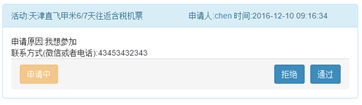 活动:天津直飞甲米6/7天往返含税机票 申请人:chen 时间:2016-12-10 09:16:34
申请原因:我想参加
联系方式(微信或者电话):43453432343
申请中 拒绝 通过